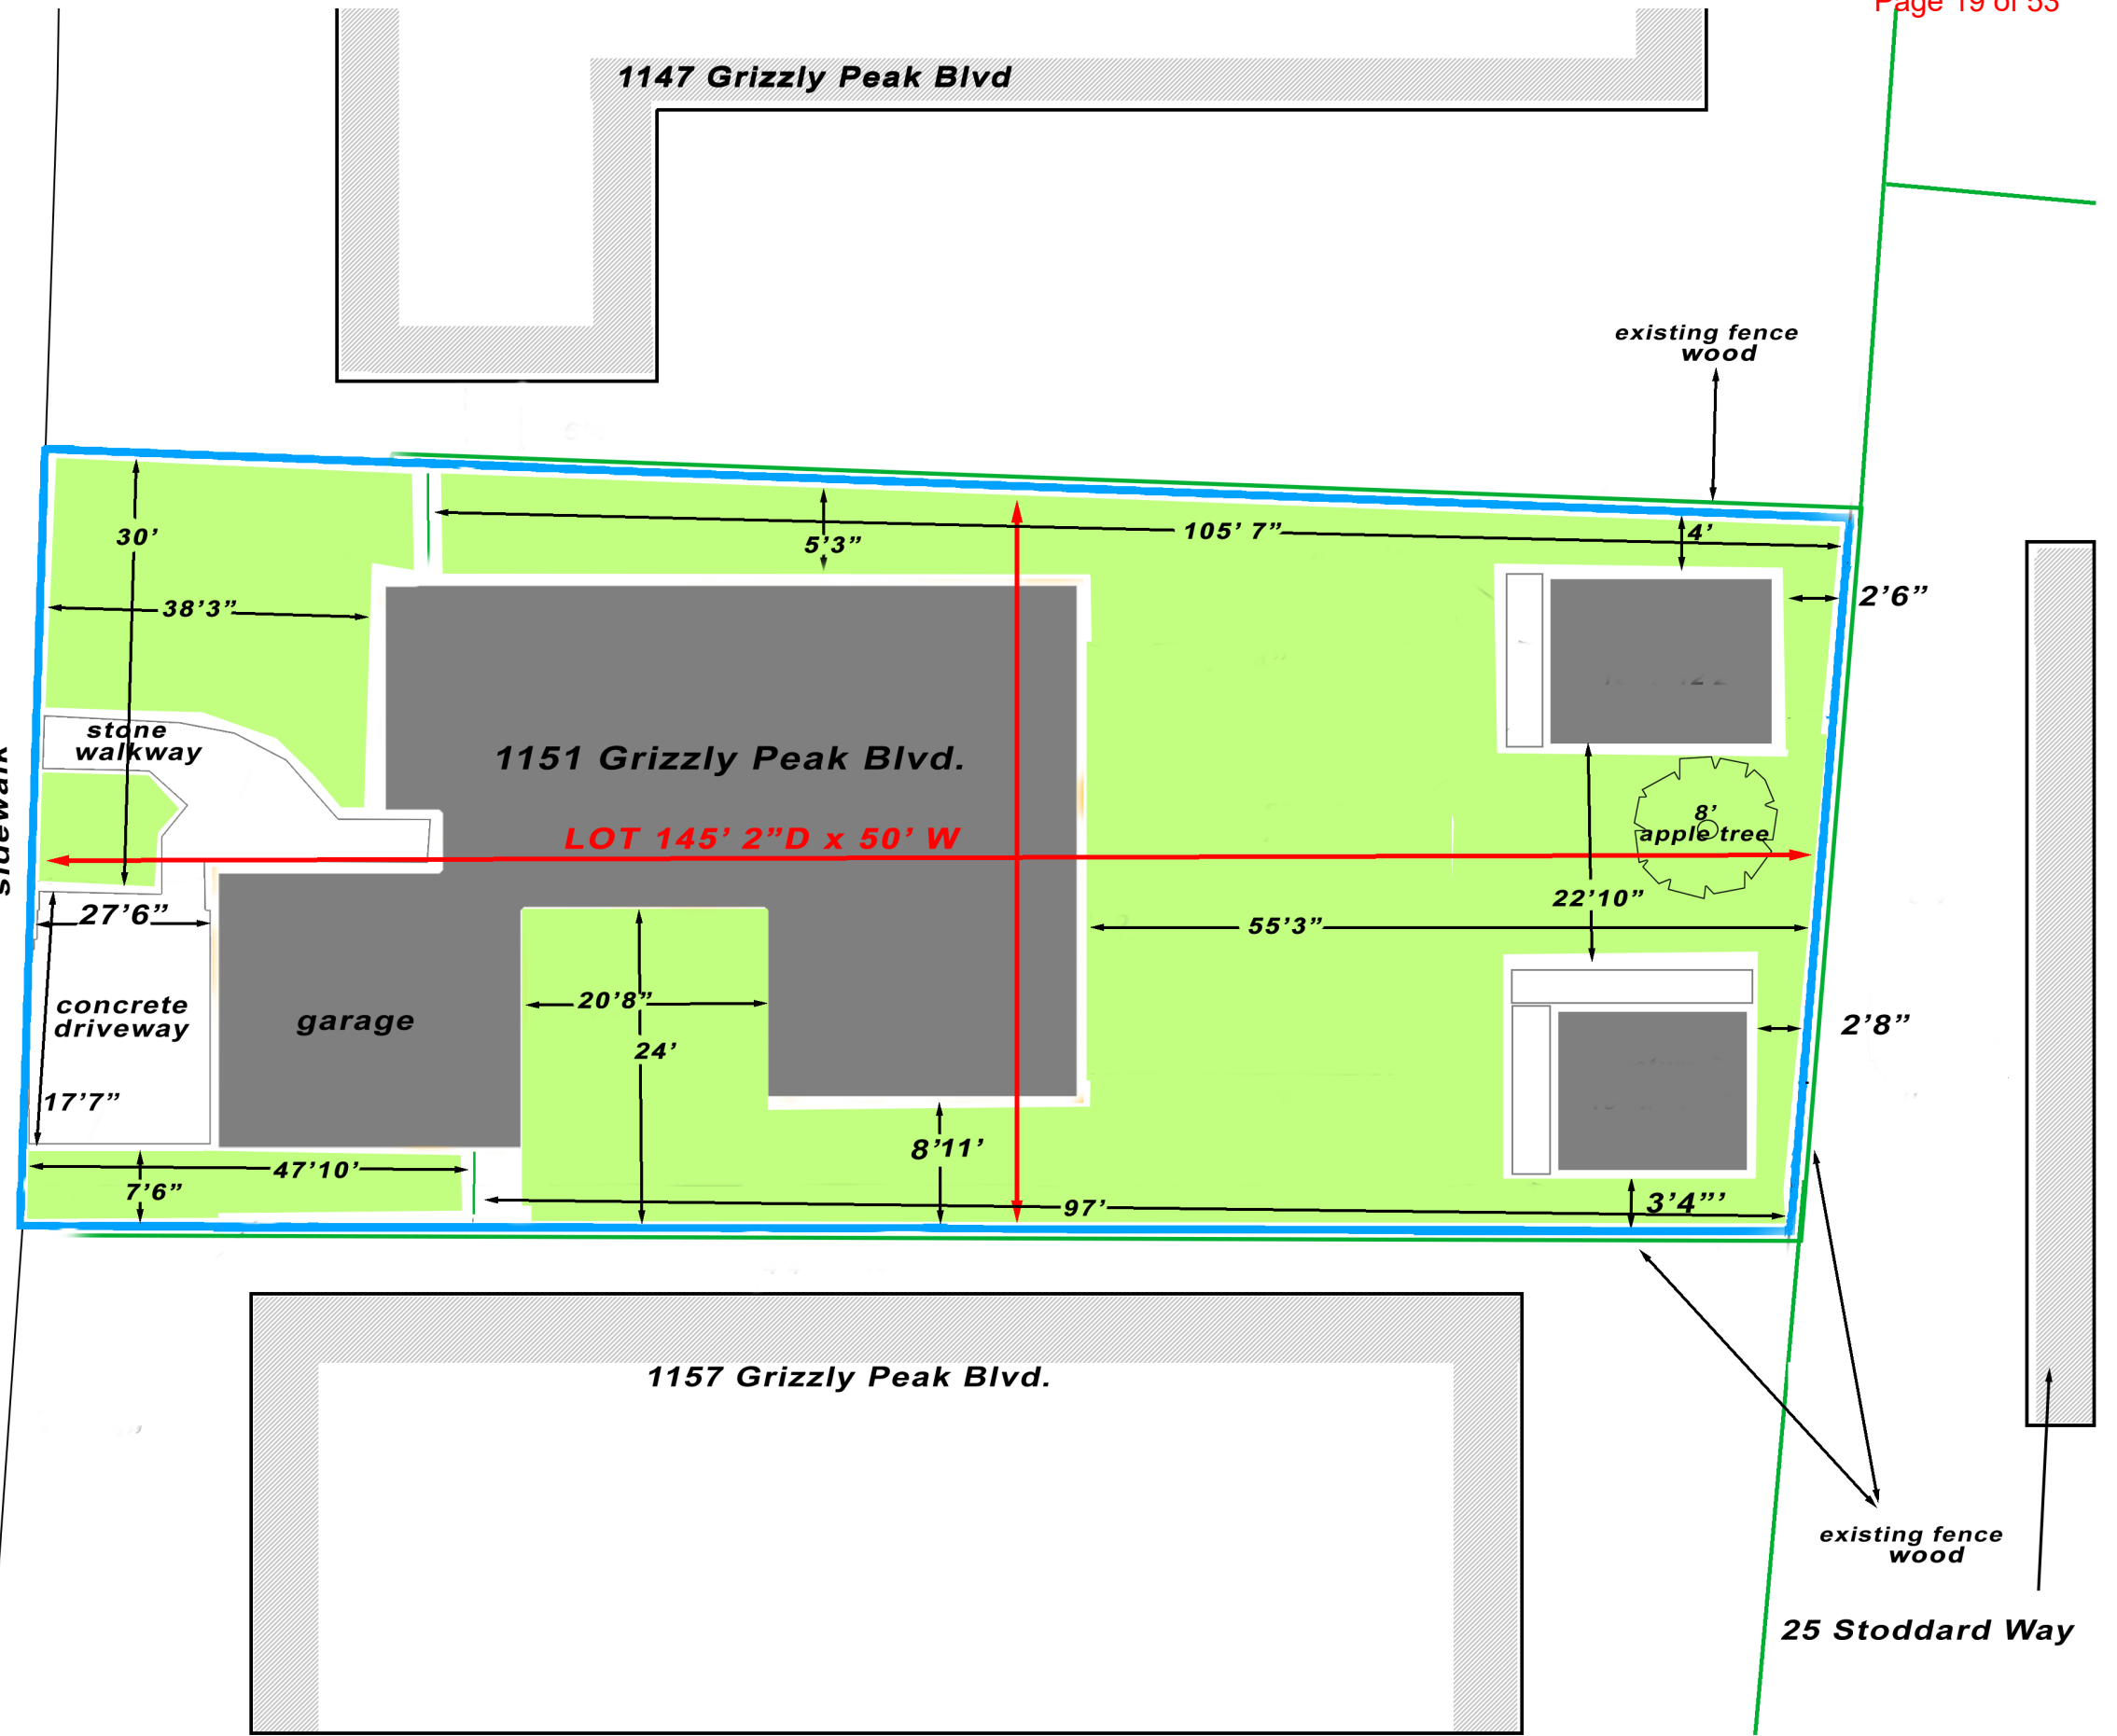 Page 19 of 53
1147 Grizzly Peak Blvd
existing fence
wood
30’
5’3”
105’ 7”
4’
38’3”
2’6”
stone
walkway
1151 Grizzly Peak Blvd.
8’
apple tree
LOT 145’ 2”D x 50’ W
sidewalk
22’10”
27’6”
55’3”
20’8”
concrete
driveway
garage
2’8”
24’
17’7”
8’11’
47’10’
7’6”
97’
3’4”’
1157 Grizzly Peak Blvd.
existing fence
wood
25 Stoddard Way